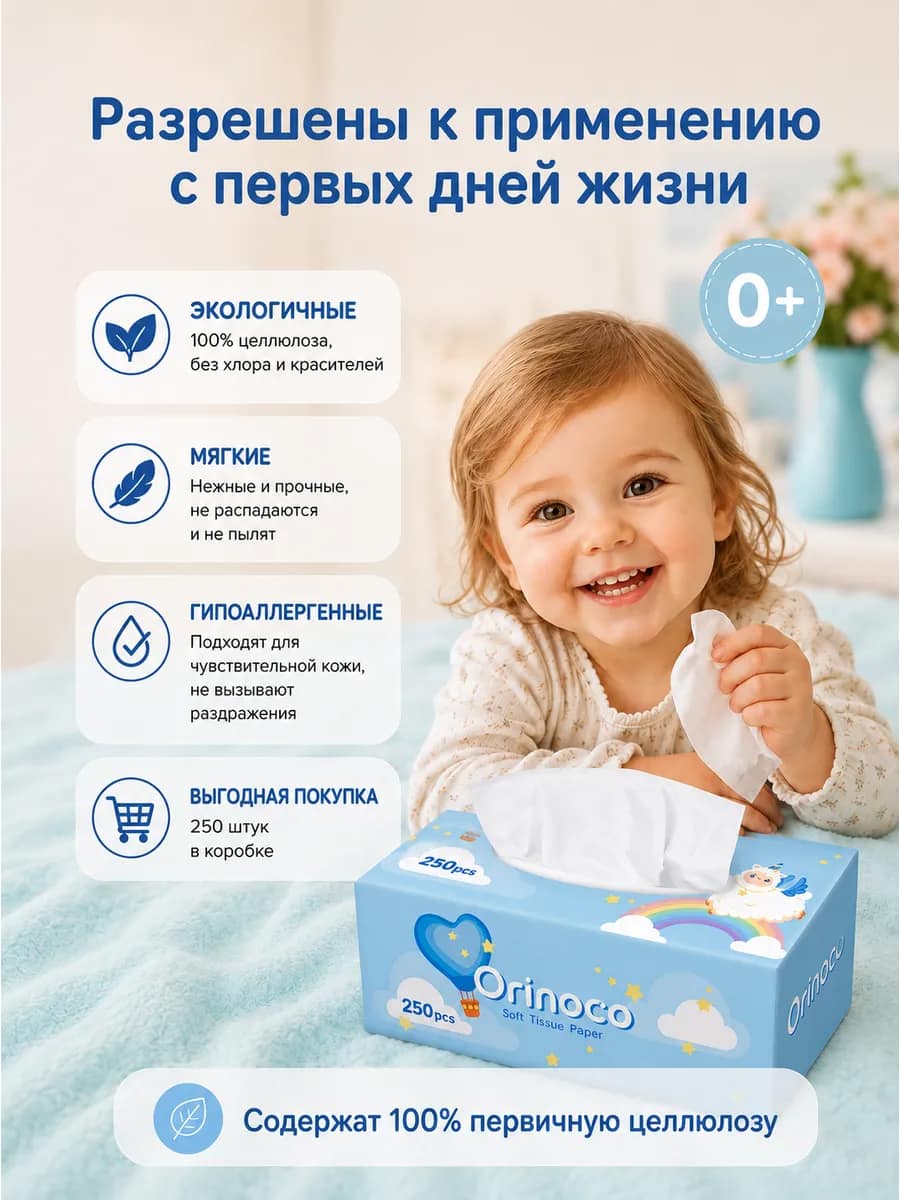 Разрешены к применению
с первых дней жизни
0+
ЭКОЛОГИЧНЫЕ
100% целлюлоза,
без хлора и красителей
МЯГКИЕ
Нежные и прочные,
не распадаются
и не пылят
ГИПОАЛЛЕРГЕННЫЕ
Подходят для
чувствительной кожи,
не вызывают
раздражения
ВЫГОДНАЯ ПОКУПКА
250 штук
в коробке
250pcs
Orinoco
Soft Tissue Paper
250pcs
Orinoco
Содержат 100% первичную целлюлозу